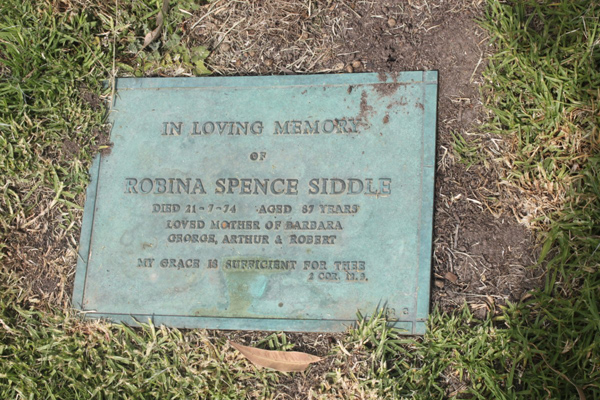 IN LOVING MEMORY
OF
ROBINA SPENCE SIDDLE
DIED 21-7-74 AGED 87 YEARS
LOVED MOTHER OF BARBARA
GEORGE, ARTHUR & ROBERT
MY GRACE IS SUFFICIENT FOR THEE
2 COR. 12.9.